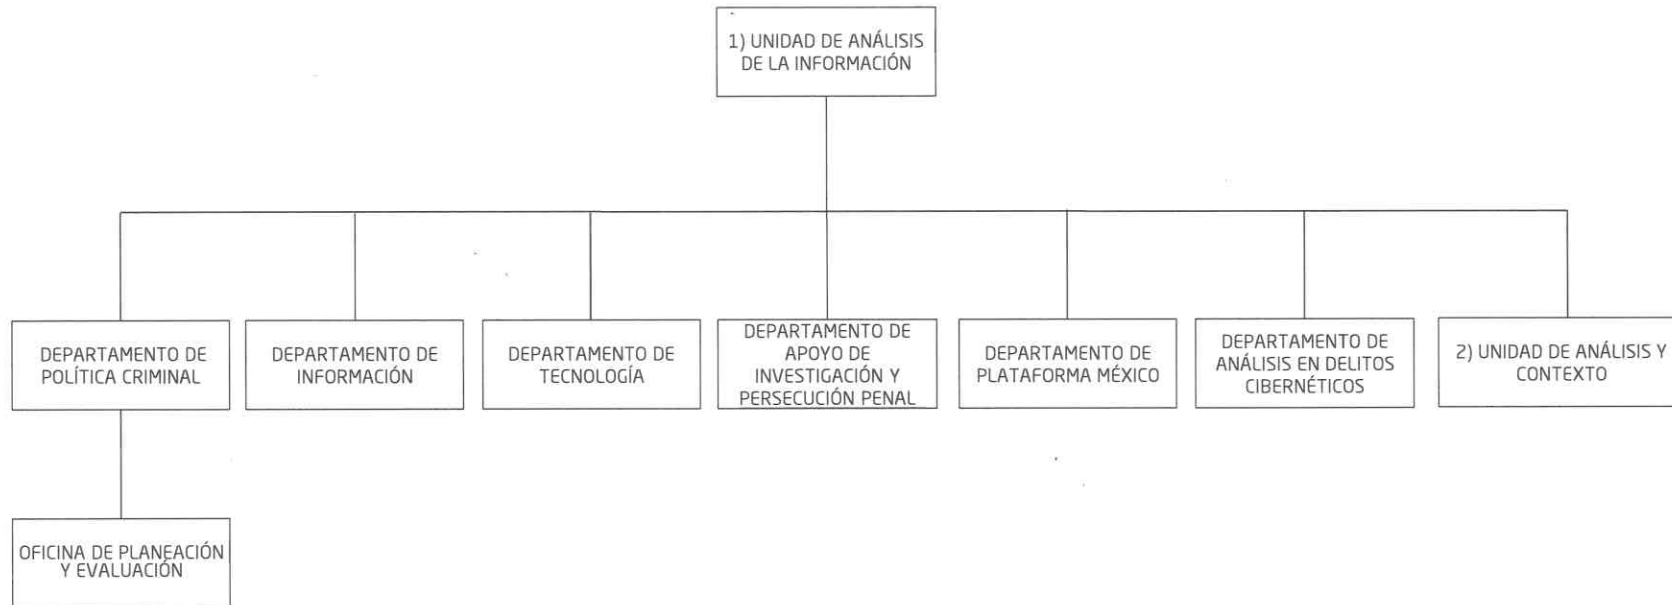 1) UNIDAD DE ANÁLISIS
DE LA INFORMACIÓN
DEPARTAMENTO DE
POLÍTICA CRIMINAL
DEPARTAMENTO DE
INFORMACIÓN
DEPARTAMENTO DE
TECNOLOGÍA
DEPARTAMENTO DE
APOYO DE
INVESTIGACIÓN Y
PERSECUCIÓN PENAL
DEPARTAMENTO DE
PLATAFORMA MÉXICO
DEPARTAMENTO DE
ANÁLISIS EN DELITOS
CIBERNÉTICOS
2) UNIDAD DE ANÁLISIS Y
CONTEXTO
OFICINA DE PLANEACIÓN
Y EVALUACIÓN